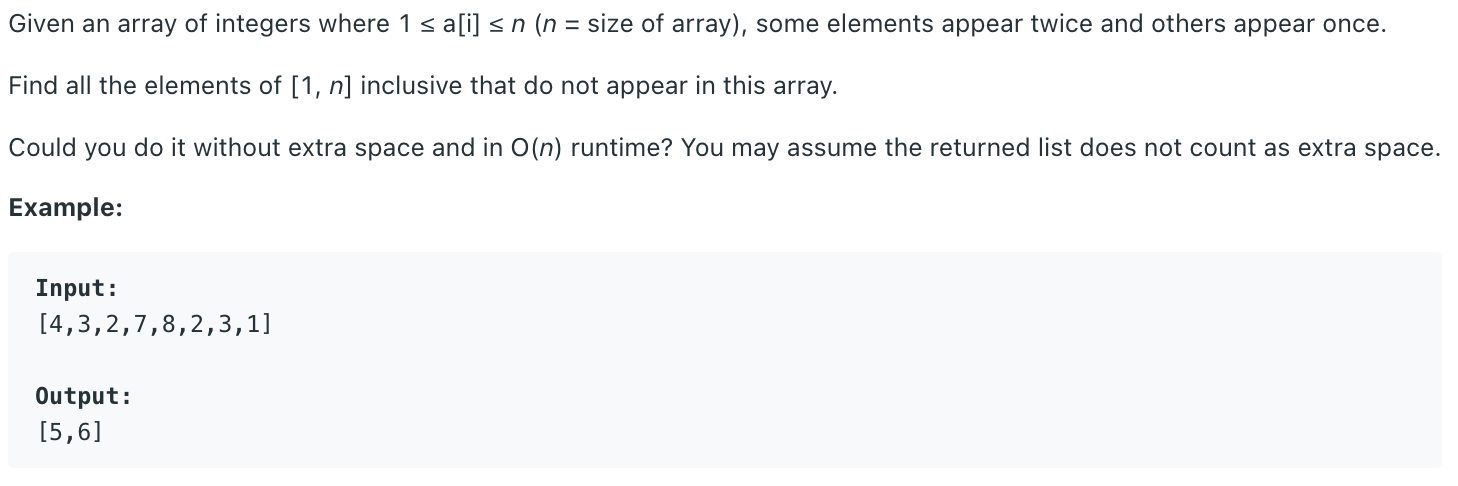 Given an array of integers where 1 ≤ a[i] ≤ n (n = size of array), some elements appear twice and others appear once.
Find all the elements of [1, n] inclusive that do not appear in this array.
Could you do it without extra space and in O(n) runtime? You may assume the returned list does not count as extra space.
Example:
Input:
[4,3,2,7,8,2,3,1]
Output:
[5,6]